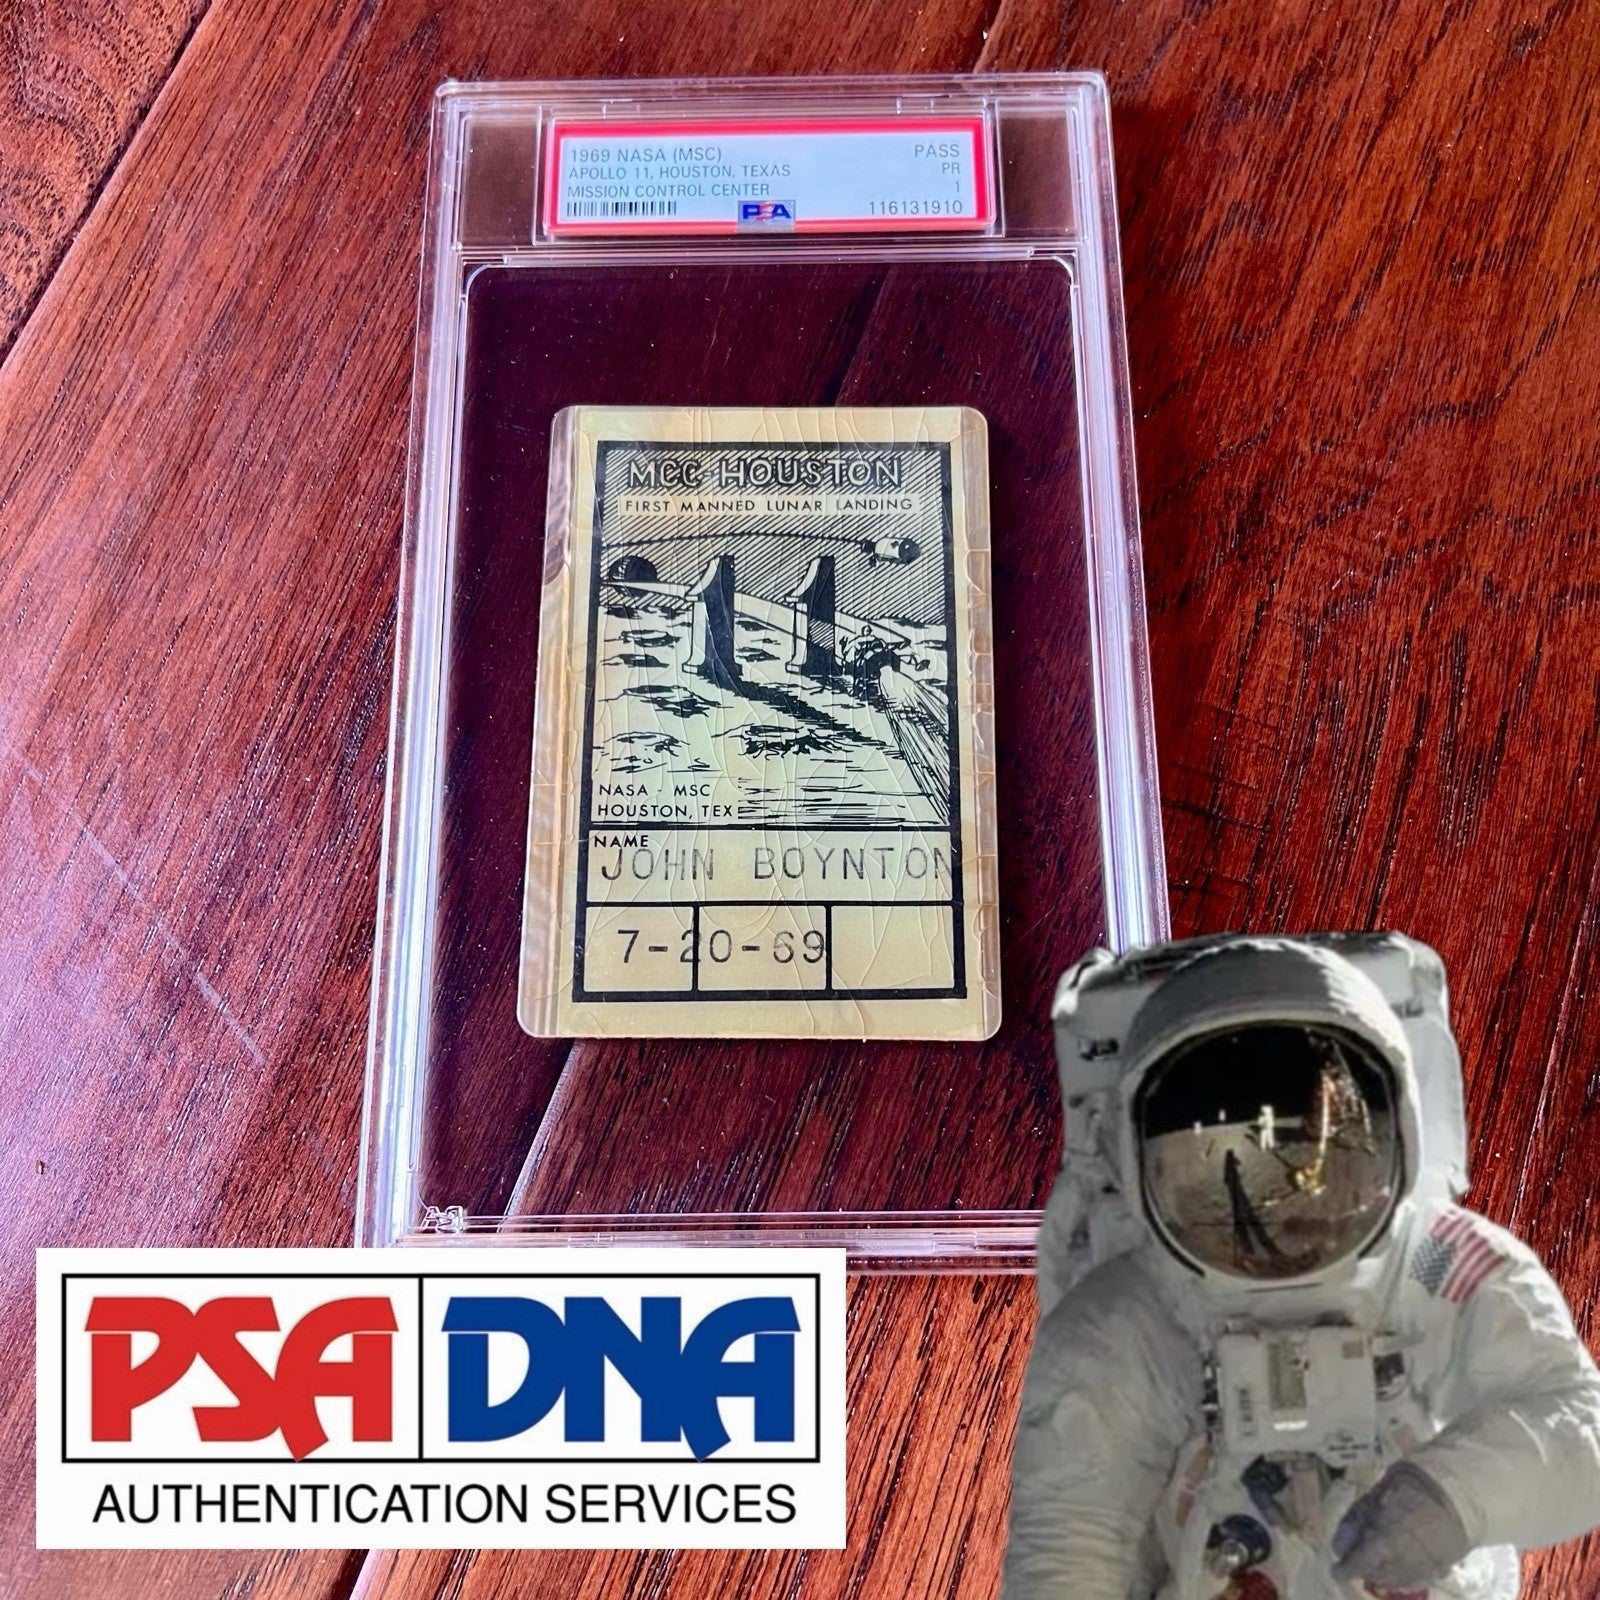 1969 NASA (MSC) PASS
APOLLO 11, HOUSTON, TEXAS PR
MISSION CONTROL CENTER 1
PSA 116131910
MCC-HOUSTON
FIRST MANNED LUNAR LANDING
NASA - MSC
HOUSTON, TEX
NAME
JOHN BOYNTON
7-20-69
PSA DNA
AUTHENTICATION SERVICES